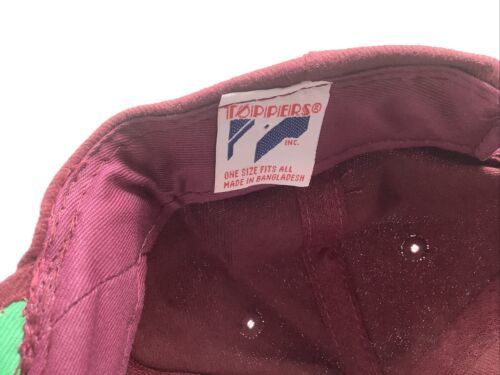 TOPPERS®
INC.
ONE SIZE FITS ALL
MADE IN BANGLADESH